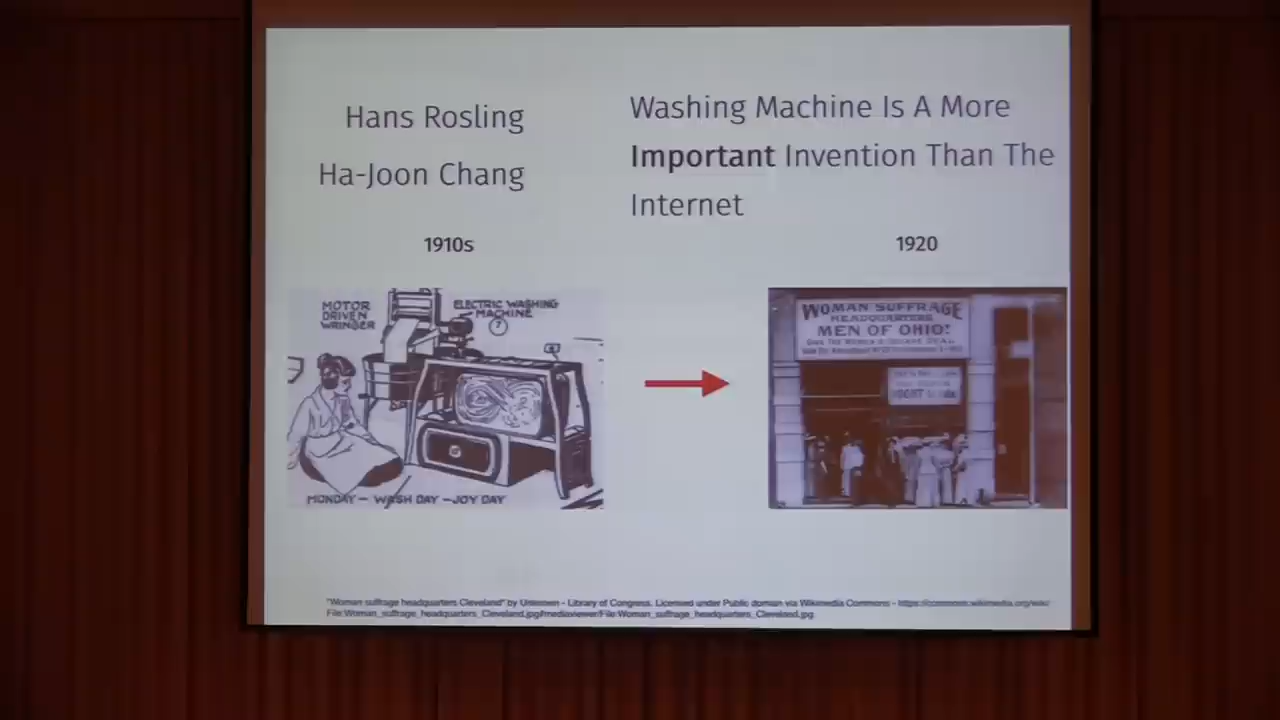 Hans Rosling
Ha-Joon Chang
Washing Machine Is A More
Important Invention Than The
Internet
1910s
1920
MOTOR
DRIVEN
WRINGER
ELECTRIC WASHING
MACHINE
7
MONDAY — WASH DAY — JOY DAY
WOMAN SUFFRAGE
HEADQUARTERS
MEN OF OHIO!
"Woman suffrage headquarters Cleveland" by Unknown - Library of Congress. Licensed under Public domain via Wikimedia Commons - https://commons.wikimedia.org/wiki/
File:Woman_suffrage_headquarters_Cleveland.jpg#mediaviewer/File:Woman_suffrage_headquarters_Cleveland.jpg